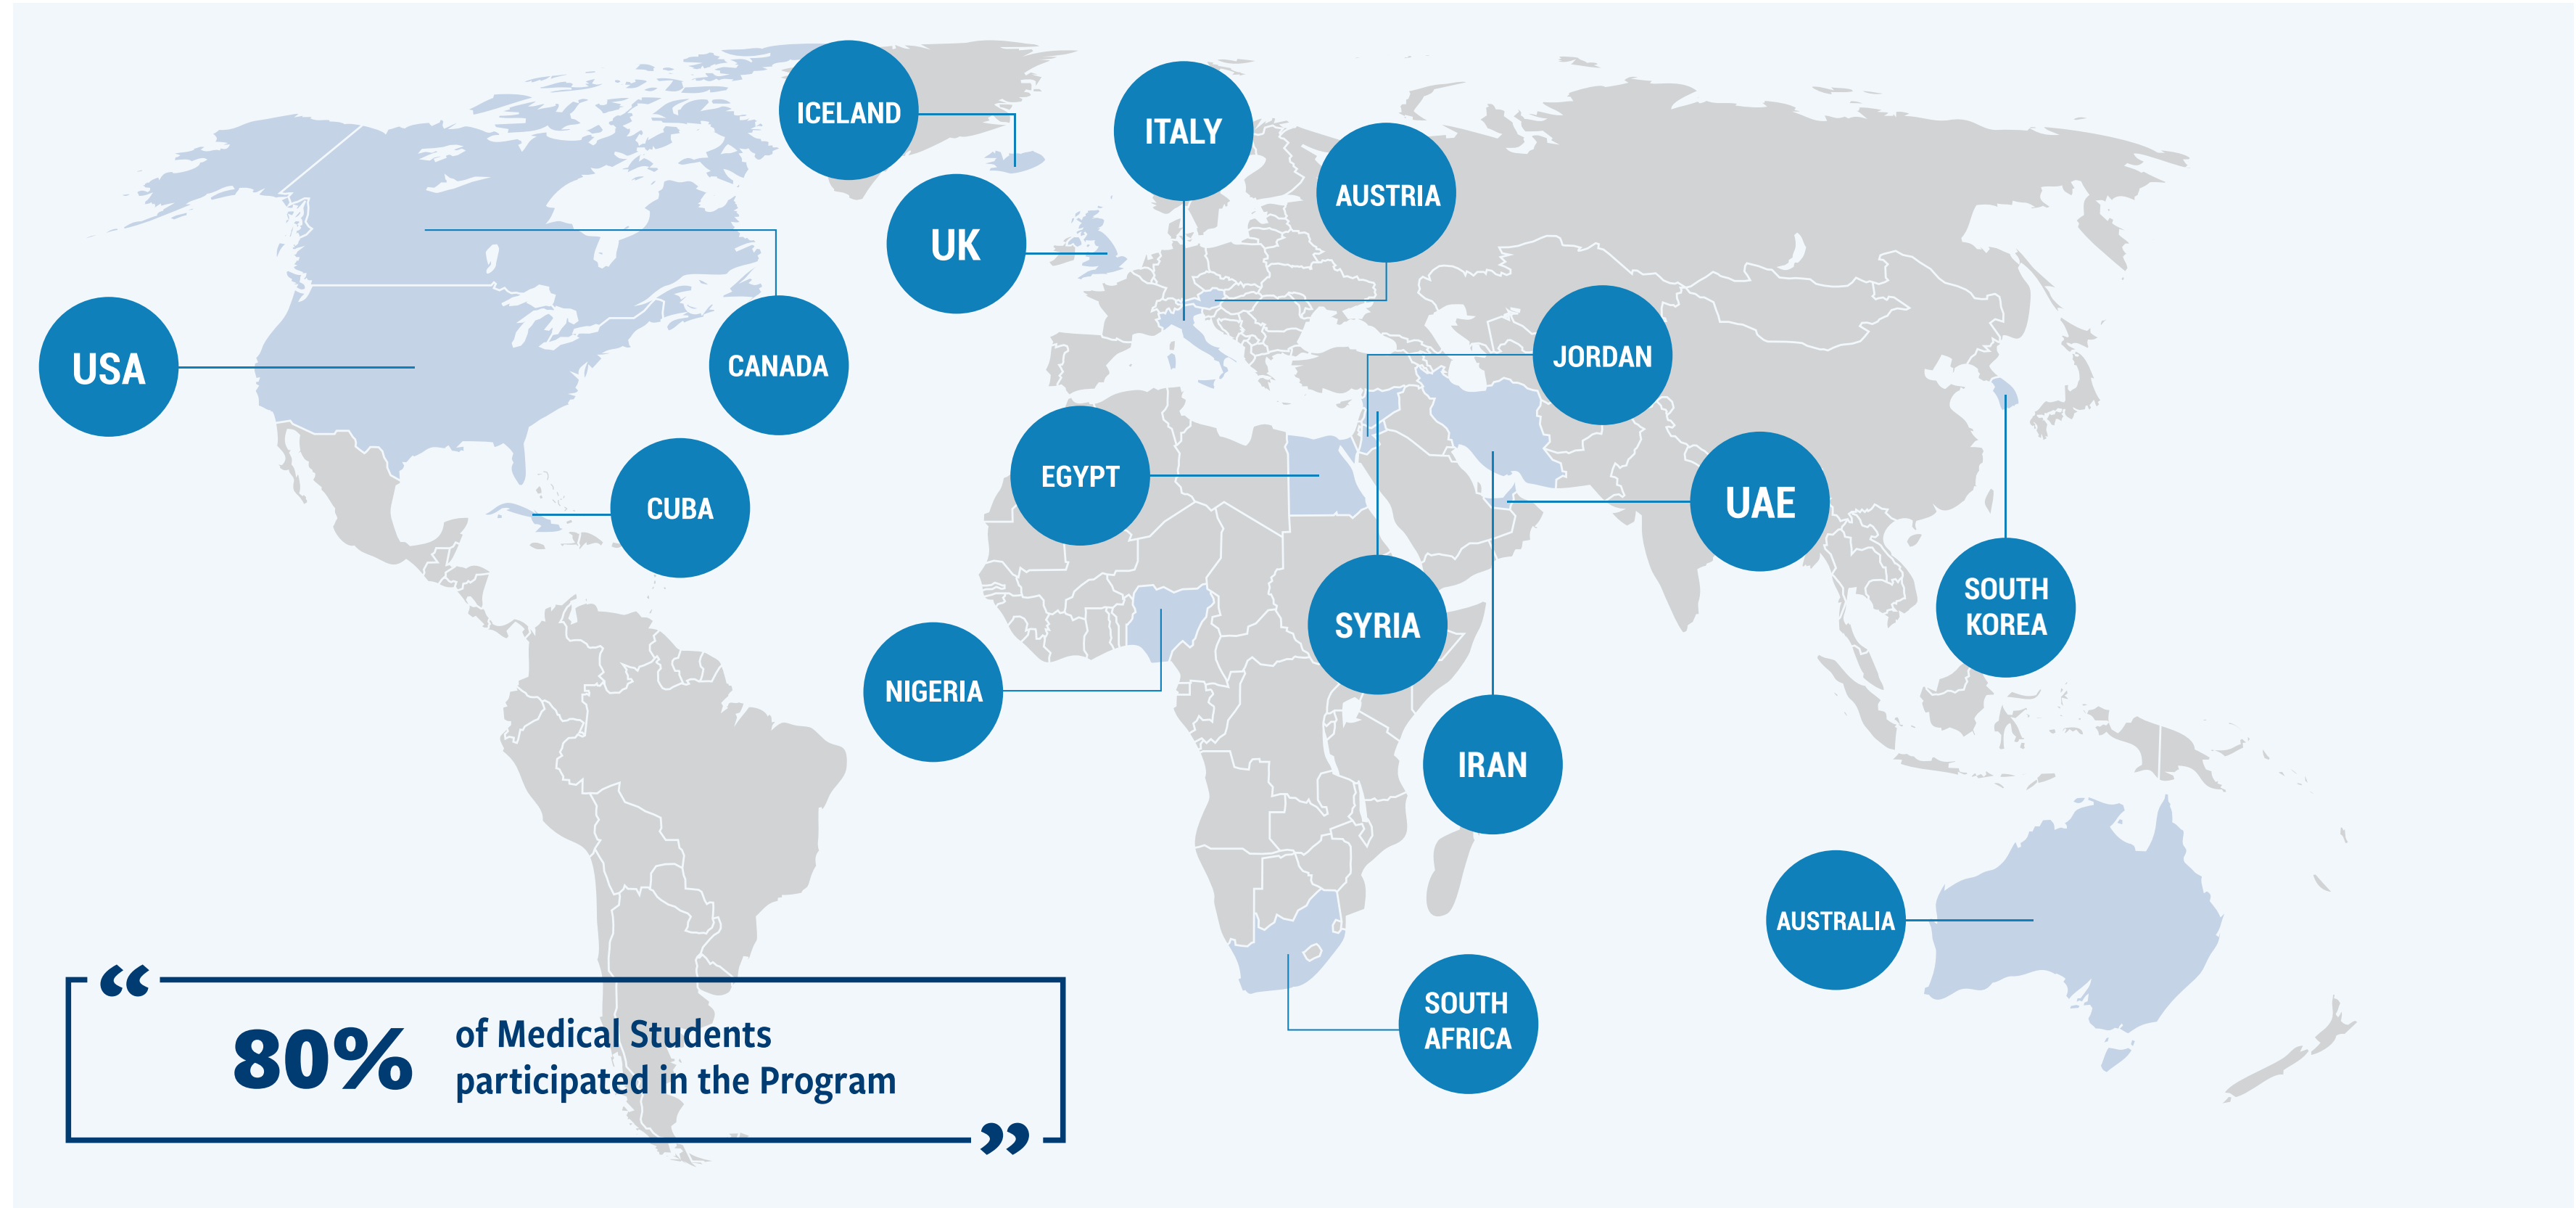 ICELAND
ITALY
AUSTRIA
UK
USA
CANADA
JORDAN
EGYPT
CUBA
UAE
SOUTH
KOREA
SYRIA
NIGERIA
IRAN
AUSTRALIA
SOUTH
AFRICA
“
80%
of Medical Students
participated in the Program
”